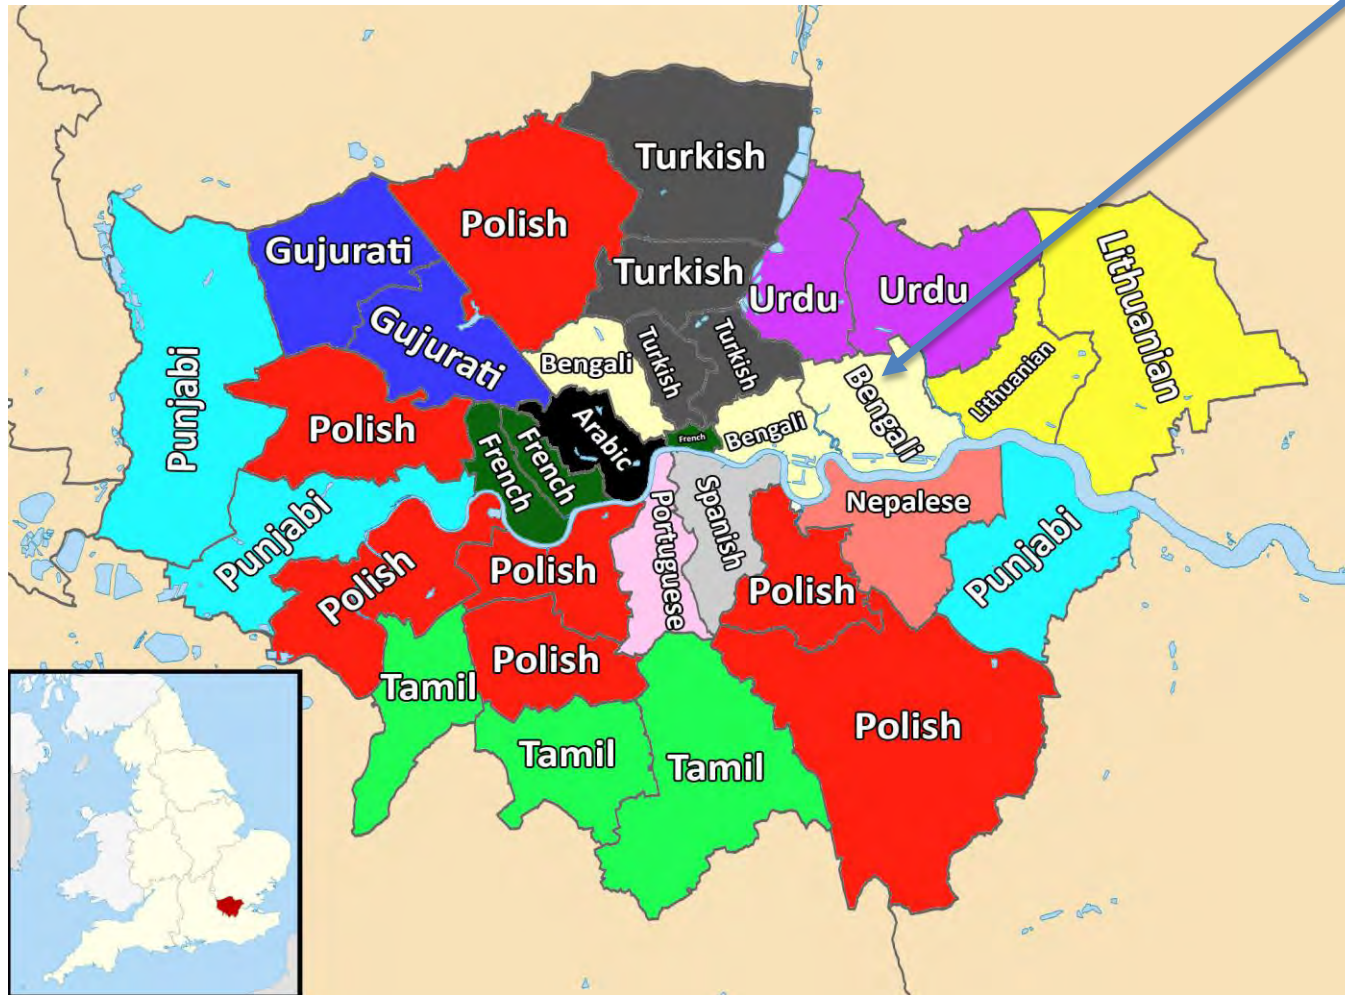 Turkish
Polish
Gujurati
Turkish
Urdu
Urdu
Lithuanian
Gujurati
Punjabi
Bengali
Turkish
Turkish
Lithuanian
Bengali
Polish
Arabic
French
French
French
Bengali
Portuguese
Spanish
Nepalese
Punjabi
Punjabi
Polish
Polish
Polish
Polish
Tamil
Polish
Tamil
Tamil